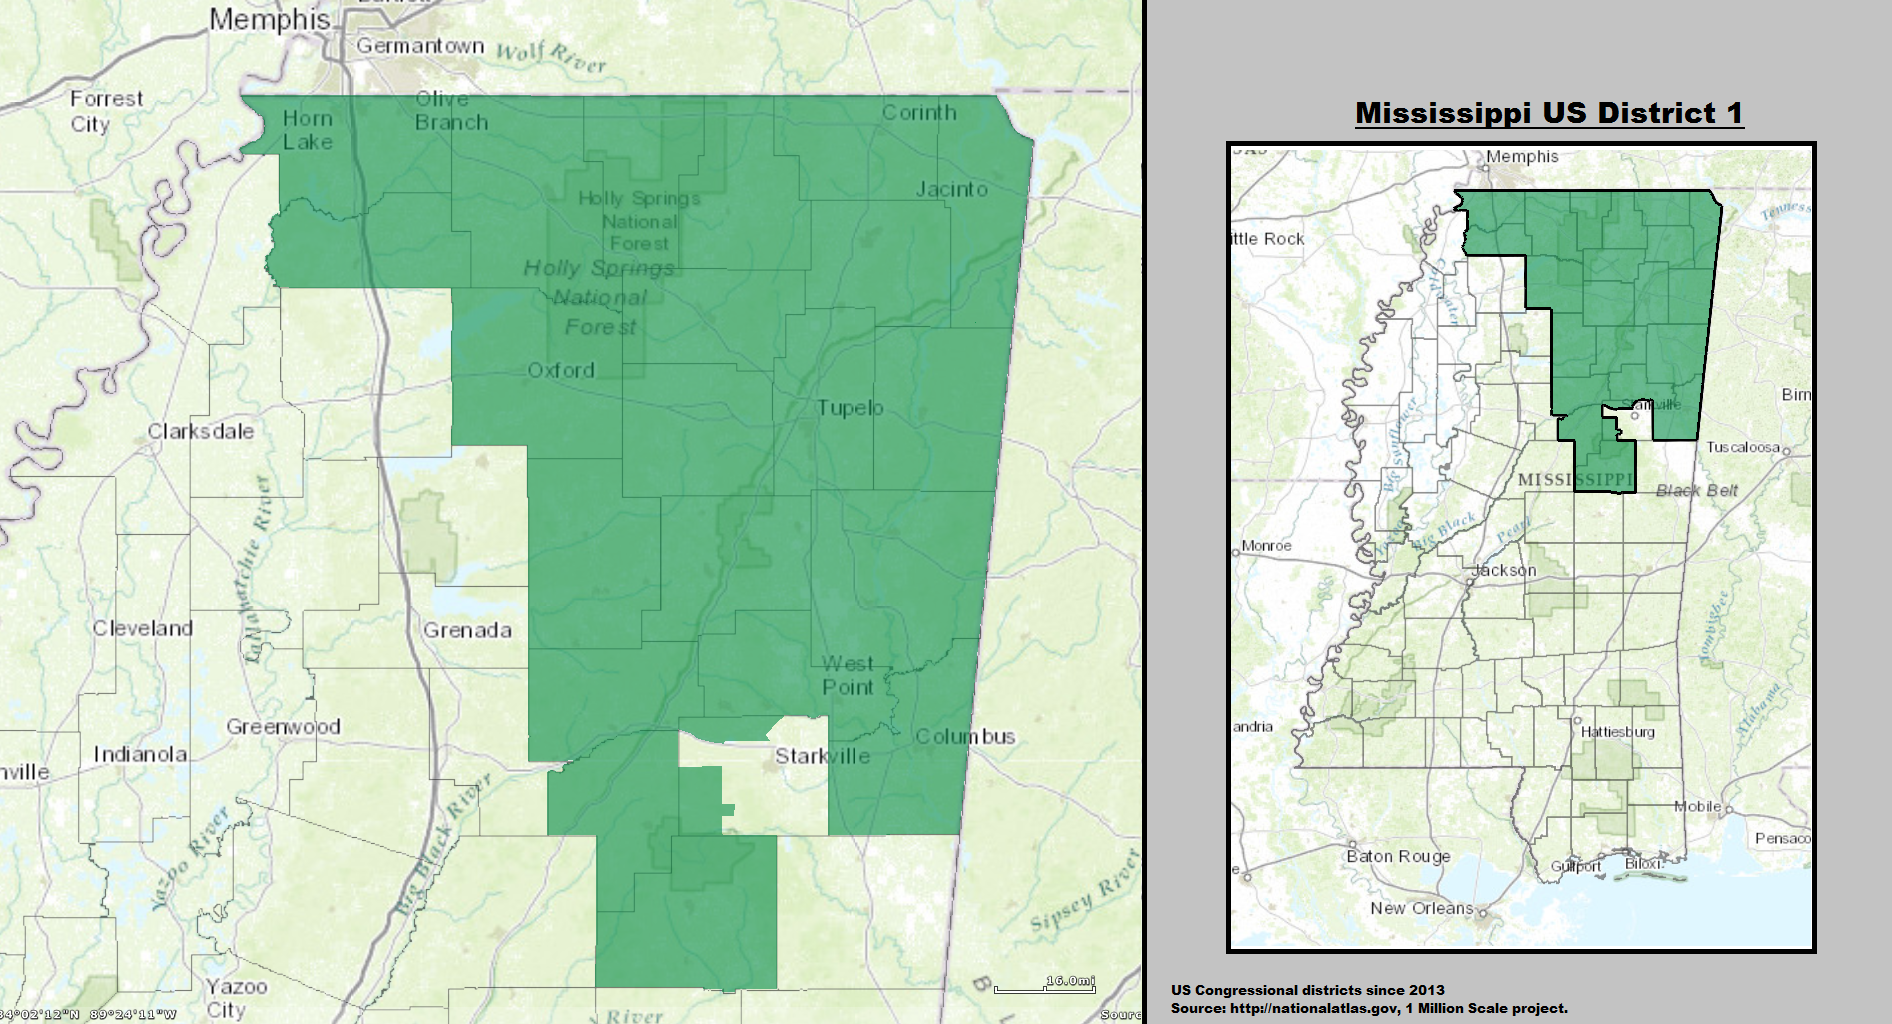 Memphis
Germantown
Wolf River
Forrest
City
Horn
Lake
Olive
Branch
Corinth
Jacinto
Holly Springs
National
Forest
Holly Springs
National
Forest
Oxford
Tupelo
Clarksdale
Tallahatchie River
Cleveland
Grenada
West
Point
Greenwood
Columbus
Indianola
Starkville
nville
Yazoo River
Big Black River
Sipsey River
Yazoo
City
B
16.0mi
34°02'12"N 89°24'11"W
River
Sourc
Mississippi US District 1
SAS
Memphis
Tenness
ittle Rock
Coldwater
Birn
Starkville
Big Sunflower
Tuscaloosa
MISSISSIPPI
Black Belt
Yazoo
Big Black
Pearl
Monroe
Jackson
Tombigbee
Alabama
andria
Hattiesburg
Mobile
Pensaco
Baton Rouge
Gulfport
Biloxi
e
New Orleans
US Congressional districts since 2013
Source: http://nationalatlas.gov, 1 Million Scale project.